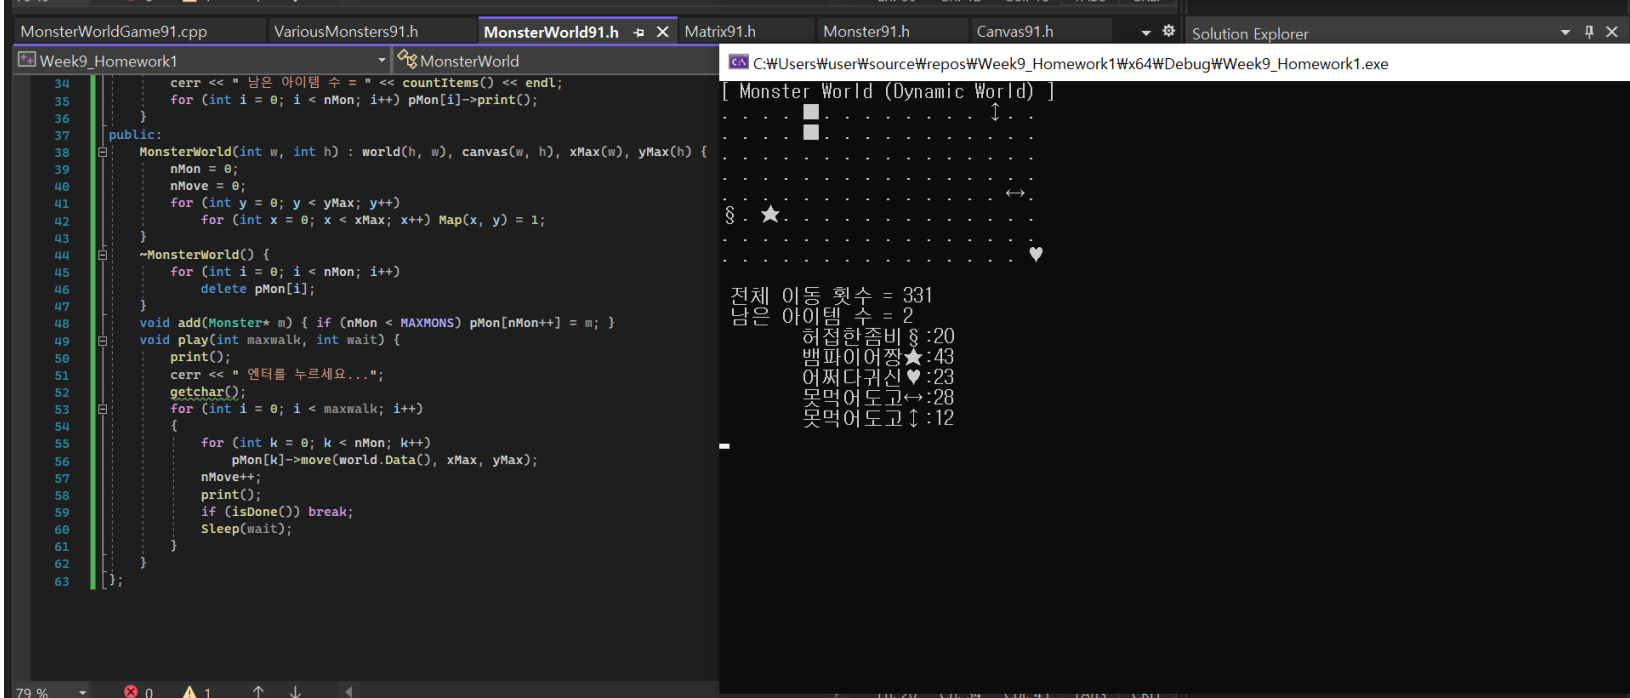 MonsterWorldGame91.cpp VariousMonsters91.h MonsterWorld91.h Matrix91.h Monster91.h Canvas91.h Solution Explorer
Week9_Homework1 MonsterWorld
34 cerr << " 남은 아이템 수 = " << countItems() << endl;
35 for (int i = 0; i < nMon; i++) pMon[i]->print();
36 }
37 public:
38 MonsterWorld(int w, int h) : world(h, w), canvas(w, h), xMax(w), yMax(h) {
39 nMon = 0;
40 nMove = 0;
41 for (int y = 0; y < yMax; y++)
42 for (int x = 0; x < xMax; x++) Map(x, y) = 1;
43 }
44 ~MonsterWorld() {
45 for (int i = 0; i < nMon; i++)
46 delete pMon[i];
47 }
48 void add(Monster* m) { if (nMon < MAXMONS) pMon[nMon++] = m; }
49 void play(int maxwalk, int wait) {
50 print();
51 cerr << " 엔터를 누르세요...";
52 getchar();
53 for (int i = 0; i < maxwalk; i++)
54 {
55 for (int k = 0; k < nMon; k++)
56 pMon[k]->move(world.Data(), xMax, yMax);
57 nMove++;
58 print();
59 if (isDone()) break;
60 Sleep(wait);
61 }
62 }
63 };
79 % 0 1
C:₩Users₩user₩source₩repos₩Week9_Homework1₩x64₩Debug₩Week9_Homework1.exe
[ Monster World (Dynamic World) ]
. . . . ■ . . . . . . . . ↕ . .
. . . . ■ . . . . . . . . . . .
. . . . . . . . . . . . . . . .
. . . . . . . . . . . . . . . .
. . . . . . . . . . . . . . ↔ .
§ . ★ . . . . . . . . . . . . .
. . . . . . . . . . . . . . . .
. . . . . . . . . . . . . . . ♥
전체 이동 횟수 = 331
남은 아이템 수 = 2
허접한좀비§:20
뱀파이어짱★:43
어쩌다귀신♥:23
못먹어도고↔:28
못먹어도고↕:12